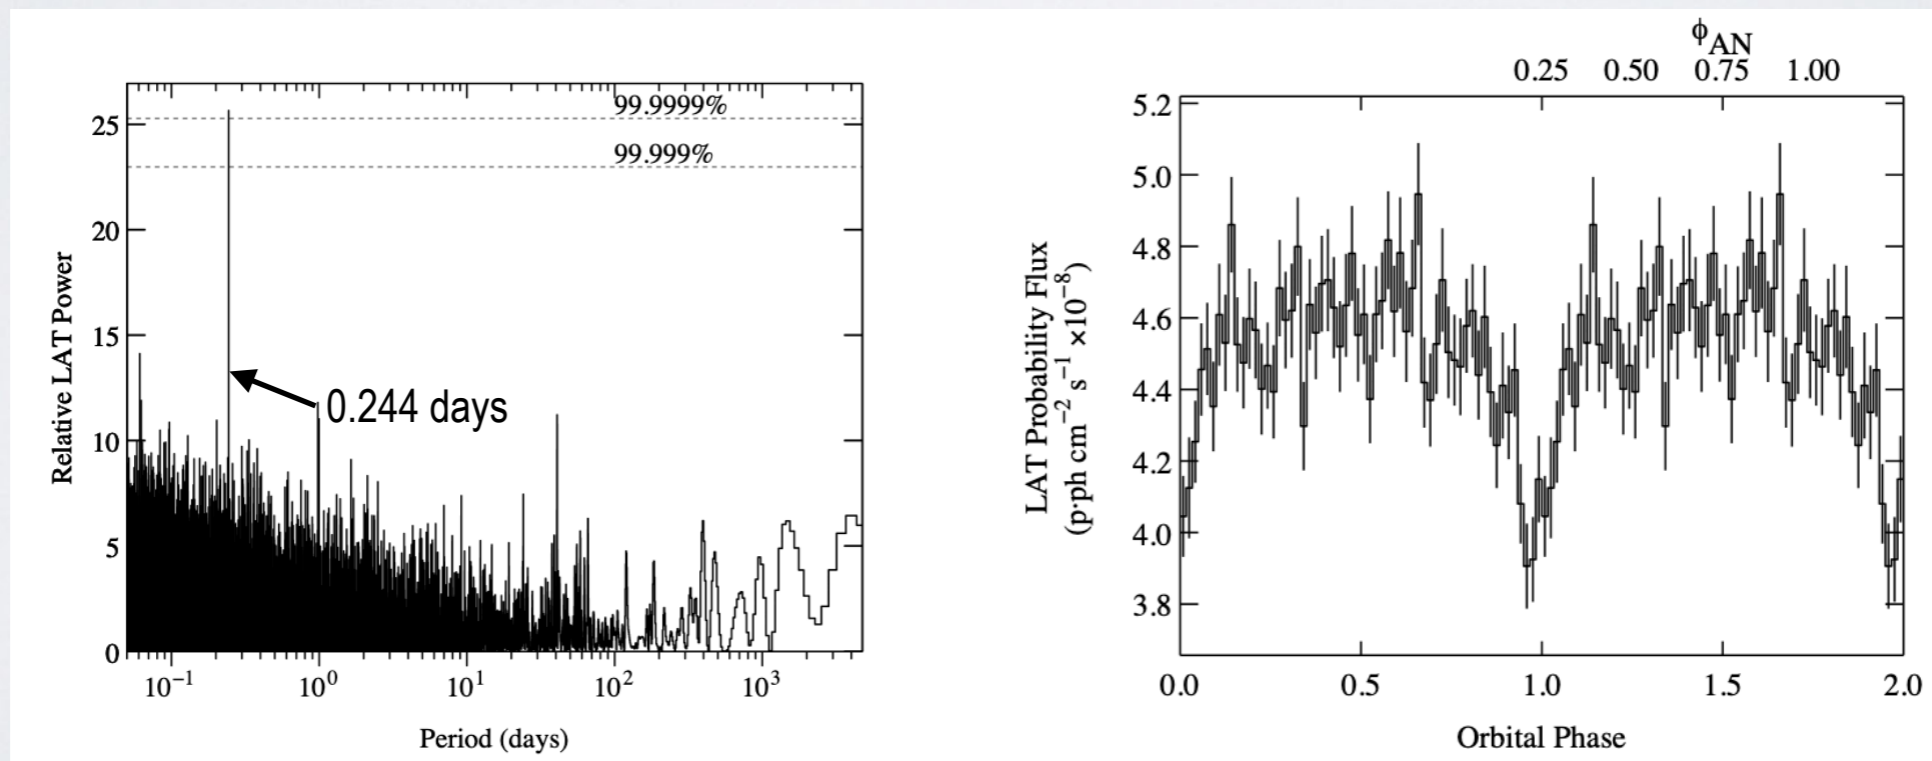 99.9999%
99.999%
0.244 days
25
20
15
10
5
0
Relative LAT Power
10⁻¹ 10⁰ 10¹ 10² 10³
Period (days)
ϕAN
0.25 0.50 0.75 1.00
5.2
5.0
4.8
4.6
4.4
4.2
4.0
3.8
LAT Probability Flux
(p·ph cm⁻² s⁻¹ ×10⁻⁸)
0.0 0.5 1.0 1.5 2.0
Orbital Phase